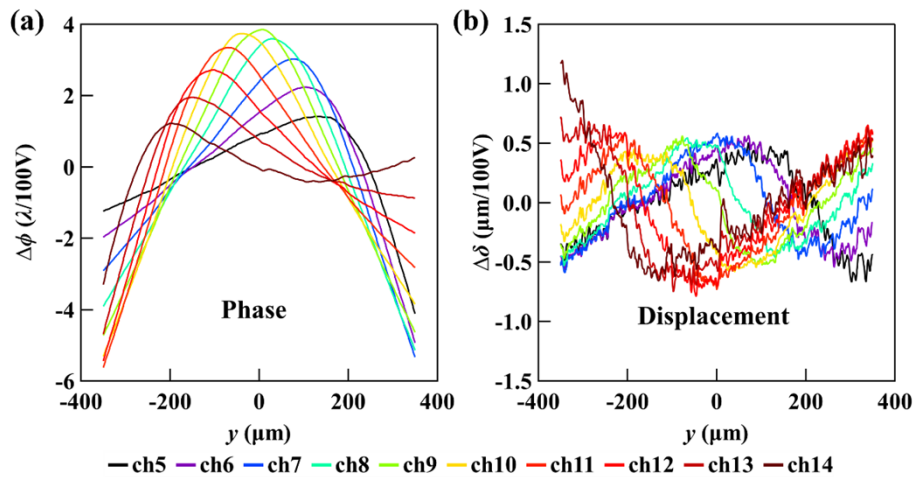 (a)
4
2
0
-2
-4
-6
Δϕ (λ/100V)
Phase
-400 -200 0 200 400
y (µm)
(b)
1.5
1.0
0.5
0.0
-0.5
-1.0
-1.5
Δδ (µm/100V)
Displacement
-400 -200 0 200 400
y (µm)
ch5 ch6 ch7 ch8 ch9 ch10 ch11 ch12 ch13 ch14